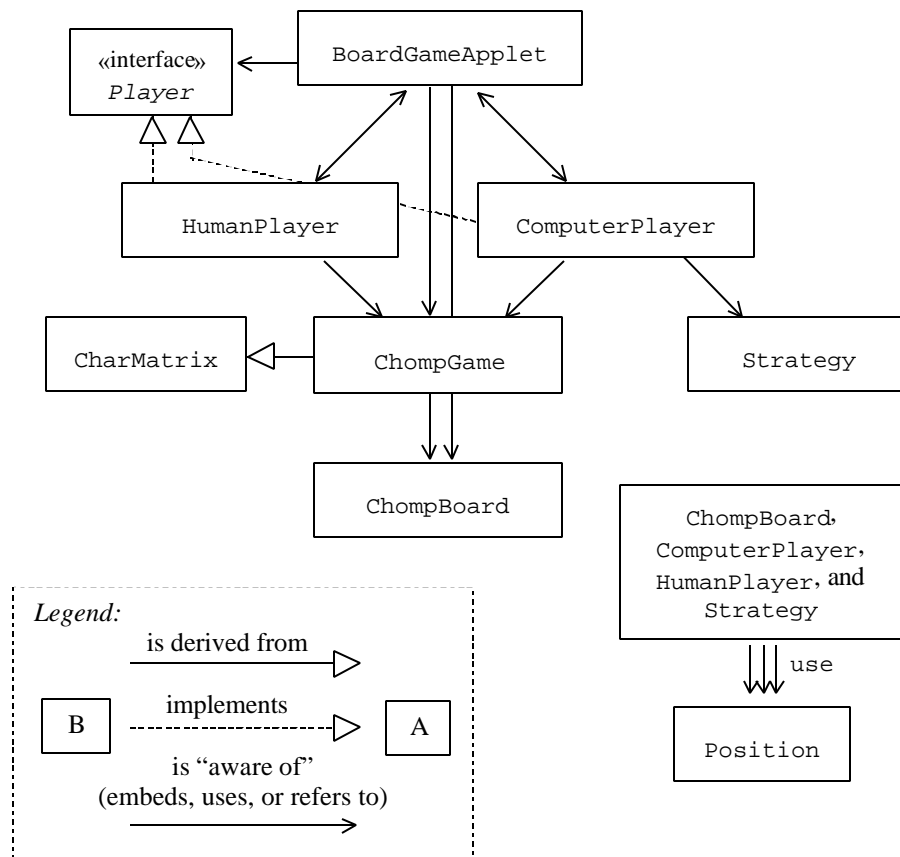 «interface»
Player
BoardGameApplet
HumanPlayer
ComputerPlayer
CharMatrix
ChompGame
Strategy
ChompBoard
ChompBoard,
ComputerPlayer,
HumanPlayer, and
Strategy
use
Position
Legend:
is derived from
B
implements
A
is “aware of”
(embeds, uses, or refers to)